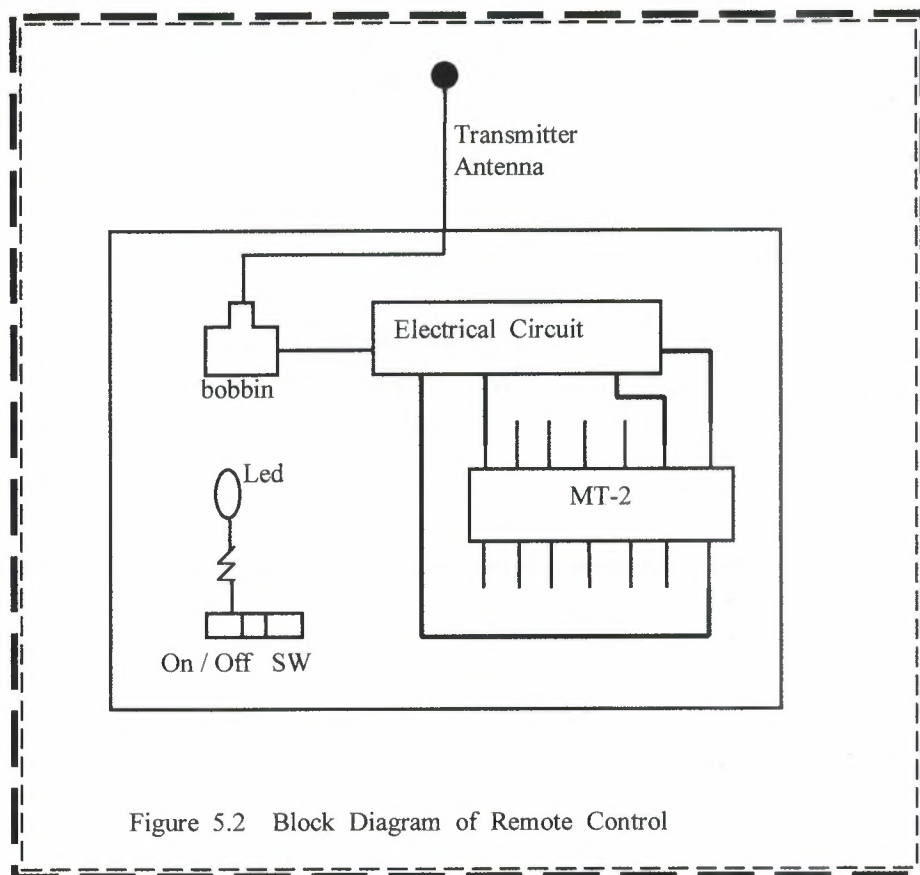 Transmitter
Antenna
Electrical Circuit
bobbin
Led
MT-2
On / Off SW
Figure 5.2 Block Diagram of Remote Control